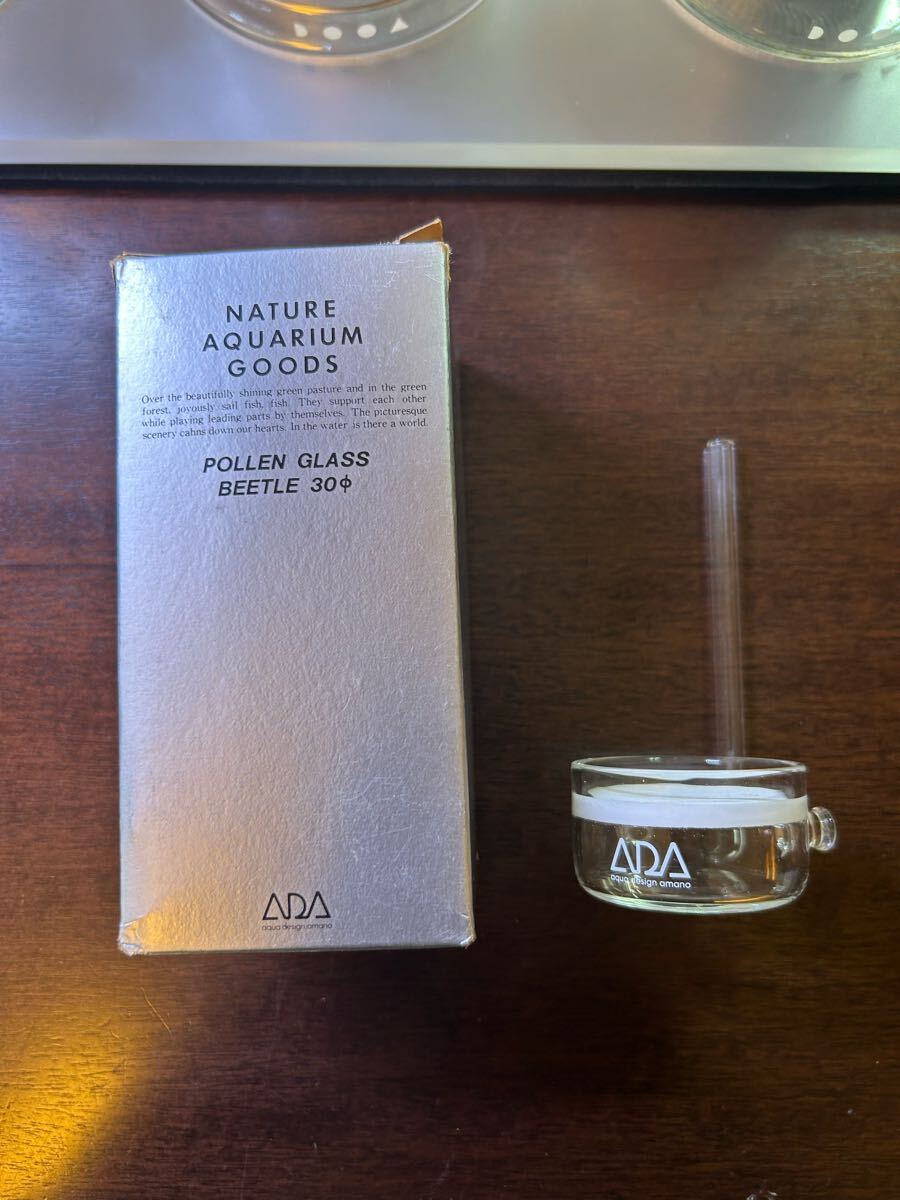 NATURE
AQUARIUM
GOODS
Over the beautifully shining green pasture and in the green
forest, joyously sail fish, fish. They support each other
while playing leading parts by themselves. The picturesque
scenery cahns down our hearts. In the water is there a world.
POLLEN GLASS
BEETLE 30ϕ
ADA
aqua design amano
ADA
aqua design amano